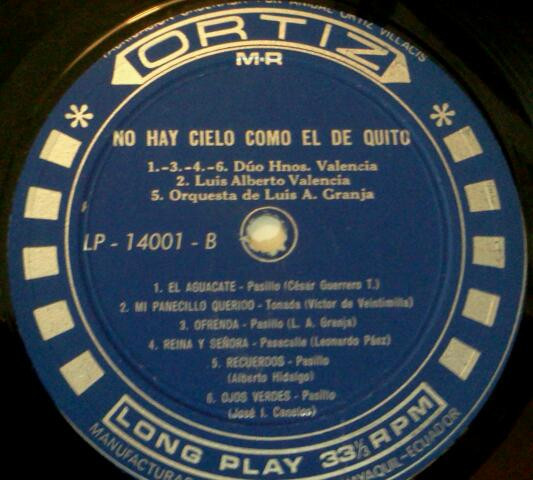 ORTIZ
M-R
NO HAY CIELO COMO EL DE QUITO
1.-3.-4.-6. Dúo Hnos. Valencia
2. Luis Alberto Valencia
5. Orquesta de Luis A. Granja
LP - 14001 - B
1. EL AGUACATE - Pasillo (César Guerrero T.)
2. MI PANECILLO QUERIDO - Tonada (Víctor de Veintimilla)
3. OFRENDA - Pasillo (L. A. Granja)
4. REINA Y SEÑORA - Pasacalle (Leonardo Páez)
5. RECUERDOS - Pasillo
(Alberto Hidalgo)
6. OJOS VERDES - Pasillo
(José I. Canelos)
LONG PLAY 33⅓ RPM
ECUADOR